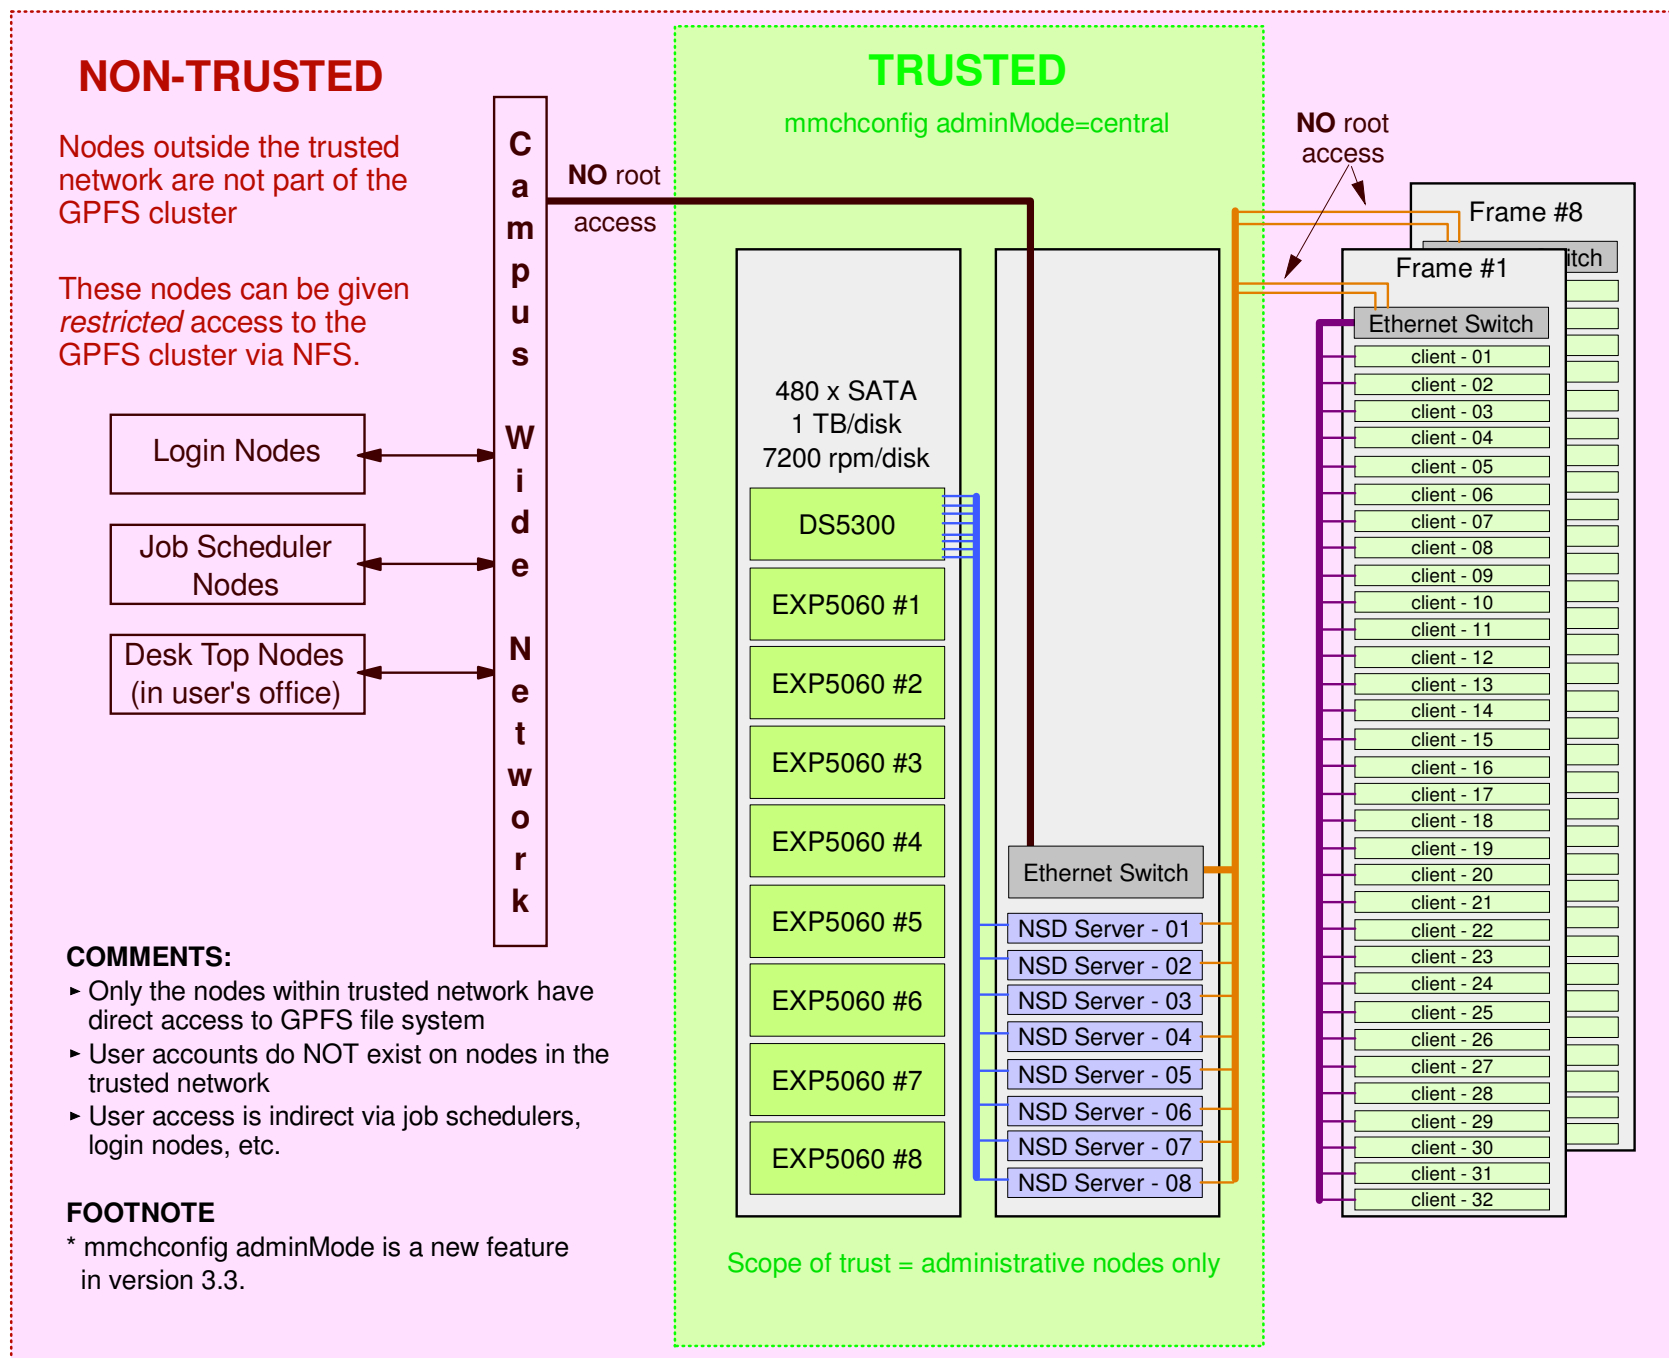 NON-TRUSTED
Nodes outside the trusted
network are not part of the
GPFS cluster
These nodes can be given
restricted access to the
GPFS cluster via NFS.
Login Nodes
Job Scheduler
Nodes
Desk Top Nodes
(in user's office)
Campus Wide Network
NO root
access
COMMENTS:
► Only the nodes within trusted network have
direct access to GPFS file system
► User accounts do NOT exist on nodes in the
trusted network
► User access is indirect via job schedulers,
login nodes, etc.
FOOTNOTE
* mmchconfig adminMode is a new feature
in version 3.3.
TRUSTED
mmchconfig adminMode=central
480 x SATA
1 TB/disk
7200 rpm/disk
DS5300
EXP5060 #1
EXP5060 #2
EXP5060 #3
EXP5060 #4
EXP5060 #5
EXP5060 #6
EXP5060 #7
EXP5060 #8
Ethernet Switch
NSD Server - 01
NSD Server - 02
NSD Server - 03
NSD Server - 04
NSD Server - 05
NSD Server - 06
NSD Server - 07
NSD Server - 08
Scope of trust = administrative nodes only
NO root
access
Frame #8
itch
Frame #1
Ethernet Switch
client - 01
client - 02
client - 03
client - 04
client - 05
client - 06
client - 07
client - 08
client - 09
client - 10
client - 11
client - 12
client - 13
client - 14
client - 15
client - 16
client - 17
client - 18
client - 19
client - 20
client - 21
client - 22
client - 23
client - 24
client - 25
client - 26
client - 27
client - 28
client - 29
client - 30
client - 31
client - 32